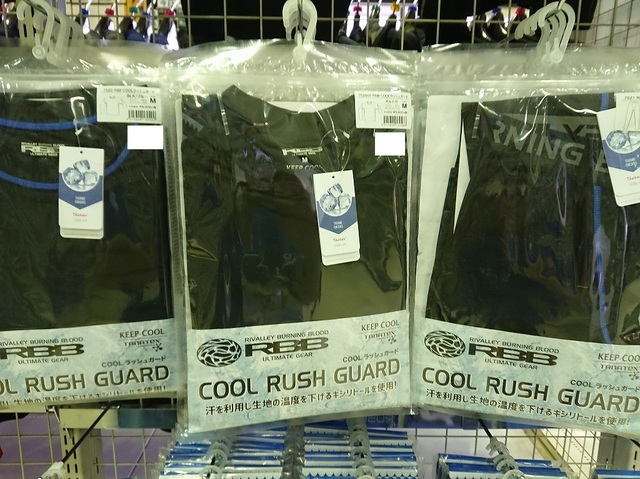 M
RBB
ULTIMATE GEAR
KEEP COOL
RIVALLEY BURNING BLOOD
RBB
ULTIMATE GEAR
COOL ラッシュガード
OL RUSH GUARD
し生地の温度を下げるキシリトールを使用!
M
M
KEEP COOL
RIVALLEY BURNING BLOOD
RBB
ULTIMATE GEAR
KEEP COOL
COOL ラッシュガード
COOL RUSH GUARD
汗を利用し生地の温度を下げるキシリトールを使用!
RNING
RIVALLEY BURNING BLOOD
RBB
ULTIMATE GEAR
KEEP COOL
COOL ラッシュガード
COOL RUSH GUARD
汗を利用し生地の温度を下げるキシリトールを使用!